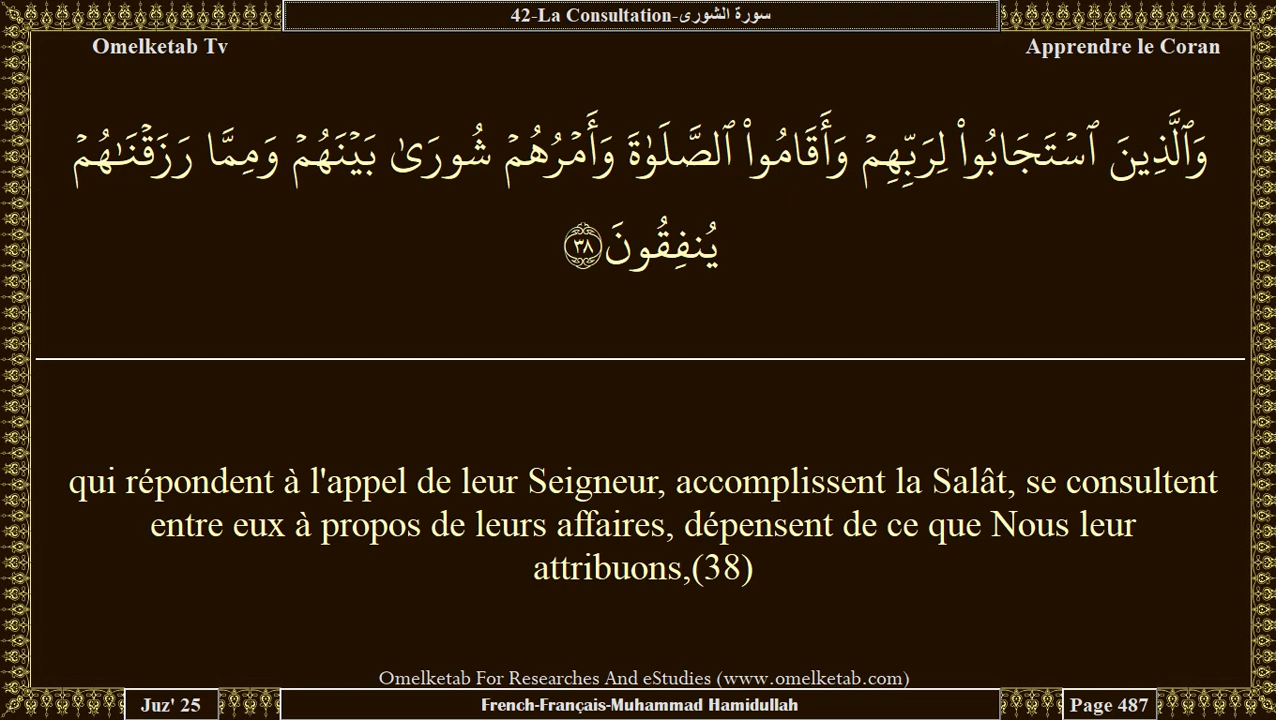 42-La Consultation-سورة الشورى
Omelketab Tv
Apprendre le Coran
وَٱلَّذِينَ ٱسۡتَجَابُواْ لِرَبِّهِمۡ وَأَقَامُواْ ٱلصَّلَوٰةَ وَأَمۡرُهُمۡ شُورَىٰ بَيۡنَهُمۡ وَمِمَّا رَزَقۡنَٰهُمۡ
يُنفِقُونَ ٣٨
qui répondent à l'appel de leur Seigneur, accomplissent la Salât, se consultent
entre eux à propos de leurs affaires, dépensent de ce que Nous leur
attribuons,(38)
Omelketab For Researches And eStudies (www.omelketab.com)
Juz' 25
French-Français-Muhammad Hamidullah
Page 487